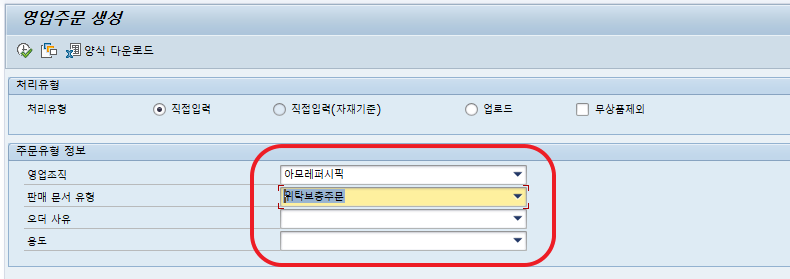 영업주문 생성
양식 다운로드
처리유형
처리유형 직접입력 직접입력(자재기준) 업로드 무상품제외
주문유형 정보
영업조직 아모레퍼시픽
판매 문서 유형 위탁보충주문
오더 사유
용도